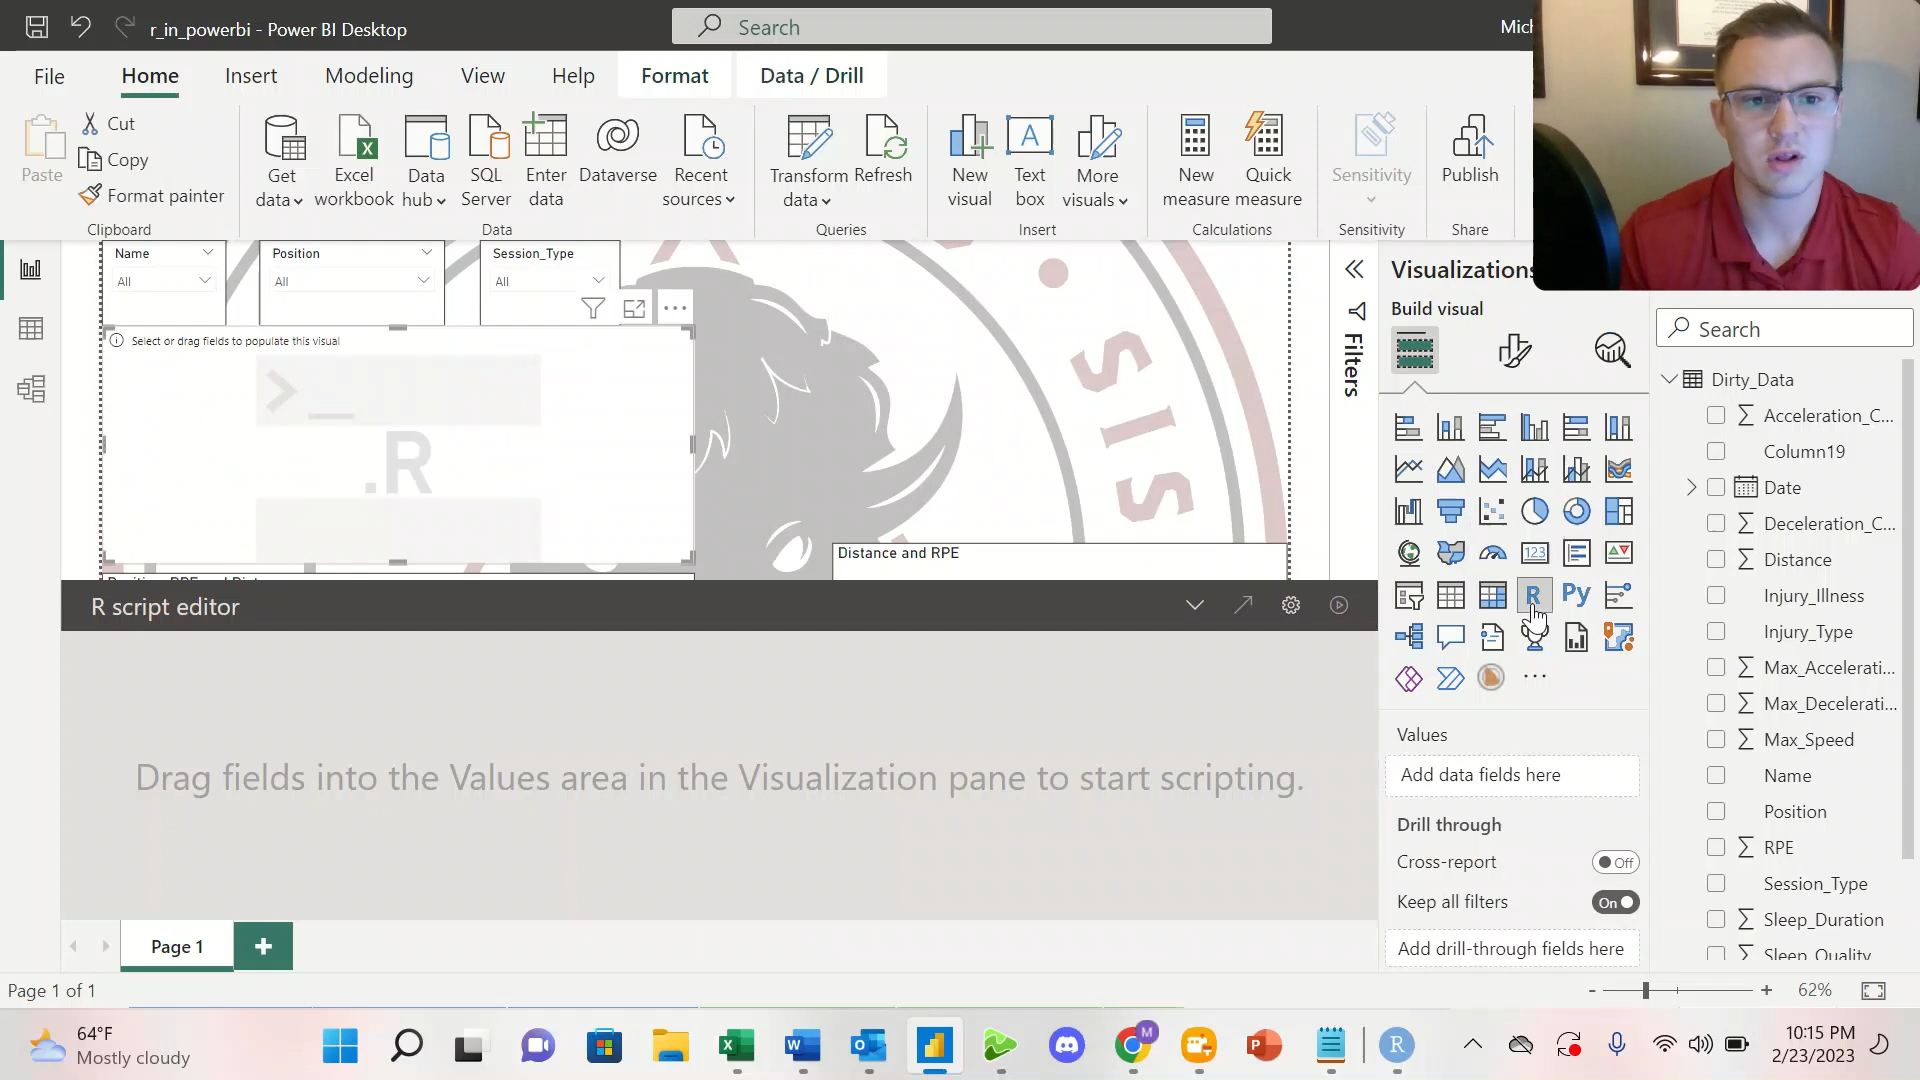 r_in_powerbi - Power BI Desktop
Search
Mich
File
Home
Insert
Modeling
View
Help
Format
Data / Drill
Paste
Cut
Copy
Format painter
Clipboard
Get data
Excel workbook
Data hub
SQL Server
Enter data
Dataverse
Recent sources
Data
Transform data
Refresh
Queries
New visual
Text box
More visuals
Insert
New measure
Quick measure
Calculations
Sensitivity
Sensitivity
Publish
Share
Name
All
Position
All
Session_Type
All
Select or drag fields to populate this visual
>_
.R
SIS
Distance and RPE
R script editor
Drag fields into the Values area in the Visualization pane to start scripting.
Filters
Visualizations
Build visual
123
R
Py
Values
Add data fields here
Drill through
Cross-report
Off
Keep all filters
On
Add drill-through fields here
Search
Dirty_Data
Acceleration_C...
Column19
Date
Deceleration_C...
Distance
Injury_Illness
Injury_Type
Max_Accelerati...
Max_Decelerati...
Max_Speed
Name
Position
RPE
Session_Type
Sleep_Duration
Sleep_Quality
Page 1
Page 1 of 1
62%
64°F
Mostly cloudy
M
R
10:15 PM
2/23/2023